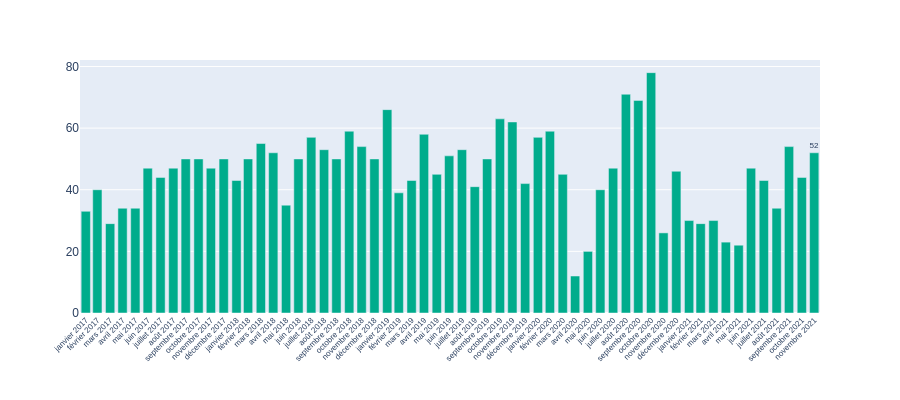 80
60
40
20
0
52
janvier 2017
février 2017
mars 2017
avril 2017
mai 2017
juin 2017
juillet 2017
août 2017
septembre 2017
octobre 2017
novembre 2017
décembre 2017
janvier 2018
février 2018
mars 2018
avril 2018
mai 2018
juin 2018
juillet 2018
août 2018
septembre 2018
octobre 2018
novembre 2018
décembre 2018
janvier 2019
février 2019
mars 2019
avril 2019
mai 2019
juin 2019
juillet 2019
août 2019
septembre 2019
octobre 2019
novembre 2019
décembre 2019
janvier 2020
février 2020
mars 2020
avril 2020
mai 2020
juin 2020
juillet 2020
août 2020
septembre 2020
octobre 2020
novembre 2020
décembre 2020
janvier 2021
février 2021
mars 2021
avril 2021
mai 2021
juin 2021
juillet 2021
août 2021
septembre 2021
octobre 2021
novembre 2021